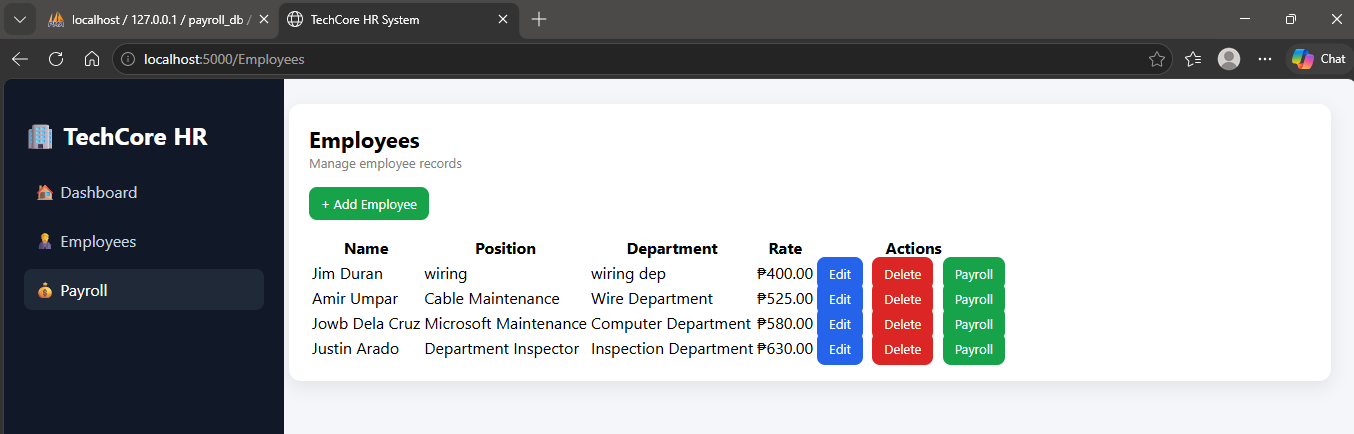 localhost / 127.0.0.1 / payroll_db /
TechCore HR System
localhost:5000/Employees
Chat
TechCore HR
Dashboard
Employees
Payroll
Employees
Manage employee records
+ Add Employee
Name Position Department Rate Actions
Jim Duran wiring wiring dep ₱400.00 Edit Delete Payroll
Amir Umpar Cable Maintenance Wire Department ₱525.00 Edit Delete Payroll
Jowb Dela Cruz Microsoft Maintenance Computer Department ₱580.00 Edit Delete Payroll
Justin Arado Department Inspector Inspection Department ₱630.00 Edit Delete Payroll